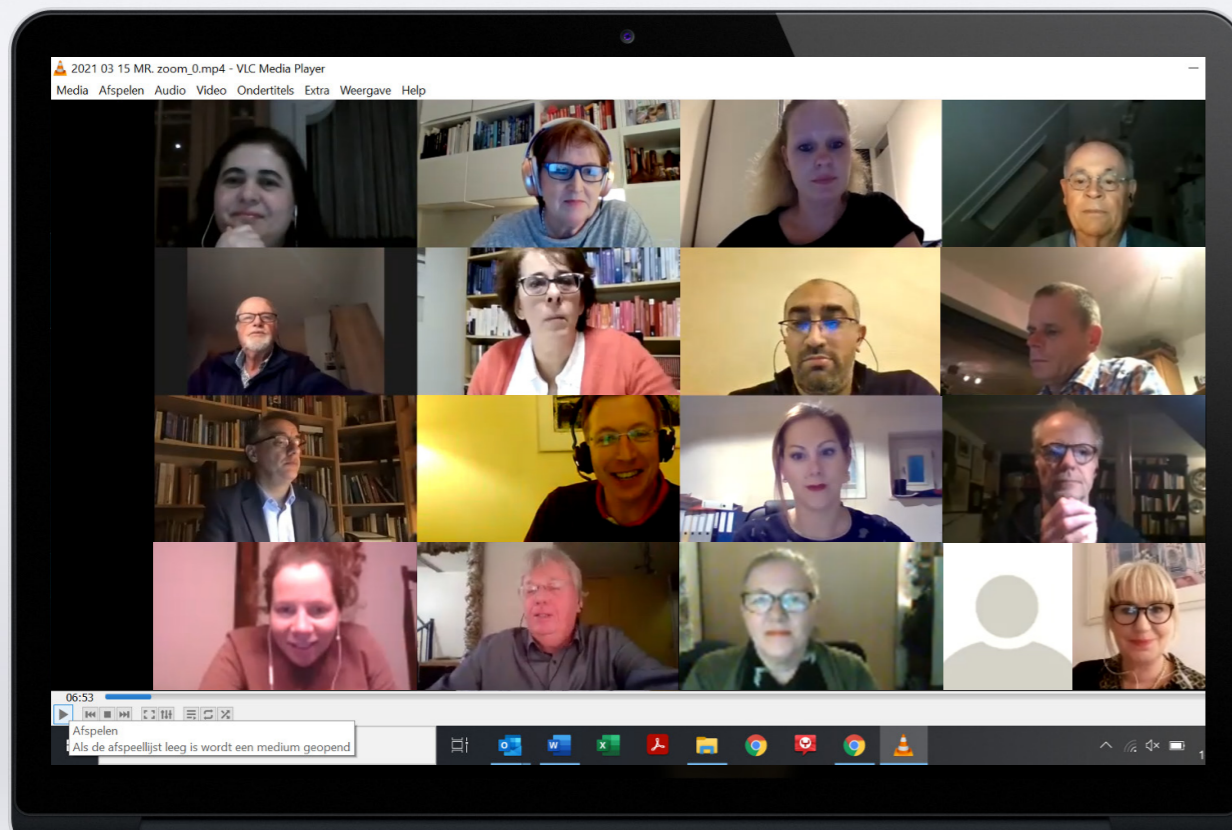 2021 03 15 MR. zoom_0.mp4 - VLC Media Player
Media Afspelen Audio Video Ondertitels Extra Weergave Help
06:53
Afspelen
Als de afspeellijst leeg is wordt een medium geopend
1